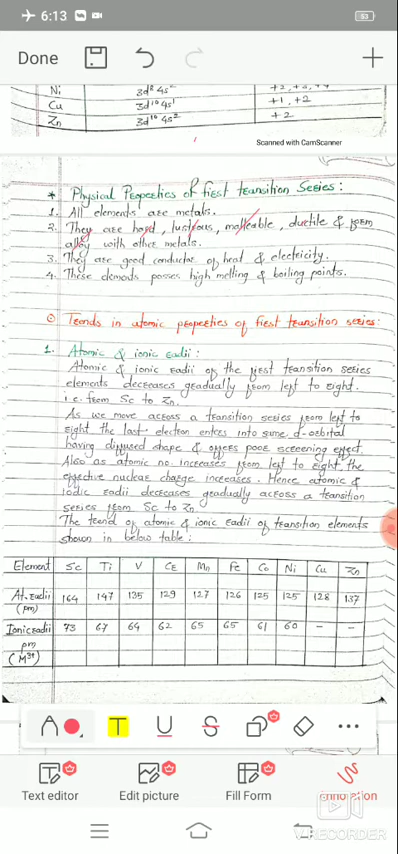 6:13
53
Done
Ni 3d⁸ 4s² +2, +3, +4
Cu 3d¹⁰ 4s¹ +1, +2
Zn 3d¹⁰ 4s² +2
1
Scanned with CamScanner
* Physical Properties of first transition Series :
1. All elements are metals.
2. They are hard, lustrous, malleable, ductile & form
alloy with other metals.
3. They are good conductor of heat & electricity.
4. These elements posses high melting & boiling points.
Trends in atomic properties of first transition series:
1. Atomic & ionic radii :
Atomic & ionic radii of the first transition series
elements decreases gradually from left to right.
i.e. from Sc to Zn.
As we move across a transition series from left to
right the last electron enters into same d-orbital
having diffused shape & offers poor screening effect.
Also as atomic no increases from left to right the
effective nuclear charge increases. Hence atomic &
iodic radii decreases gradually across a transition
series from Sc to Zn.
The trend of atomic & ionic radii of transition elements
shown in below table :
Element Sc Ti V Cr Mn Fe Co Ni Cu Zn
At. radii (pm) 164 147 135 129 127 126 125 125 128 137
Ionic radii pm (M³⁺) 73 67 64 62 65 65 61 60 - -
T U S
Text editor Edit picture Fill Form Annotation
V RECORDER